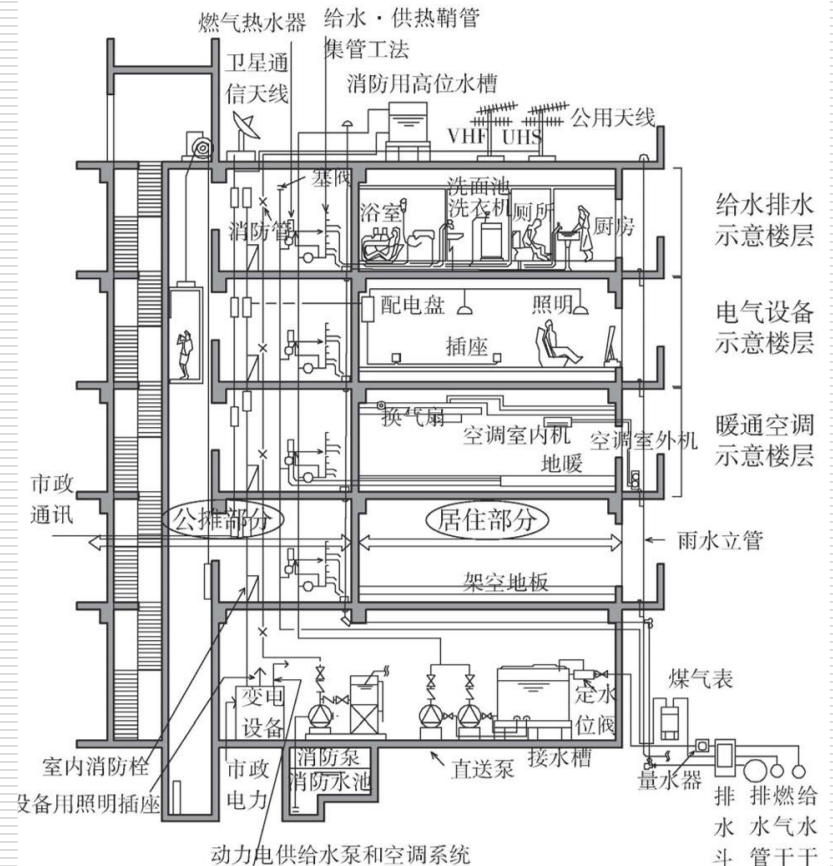 燃气热水器
给水·供热鞘管
集管工法
卫星通
信天线
消防用高位水槽
VHF UHS
公用天线
塞阀
洗面池
浴室
洗衣机
厕所
厨房
消防管
给水排水
示意楼层
配电盘
照明
插座
电气设备
示意楼层
换气扇
空调室内机
空调室外机
地暖
暖通空调
示意楼层
市政
通讯
公摊部分
居住部分
雨水立管
架空地板
变电
设备
定水
位阀
煤气表
室内消防栓
市政
电力
消防泵
消防水池
直送泵
接水槽
量水器
设备用照明插座
排
水
斗
排燃给
水气水
管干干
动力电供给水泵和空调系统